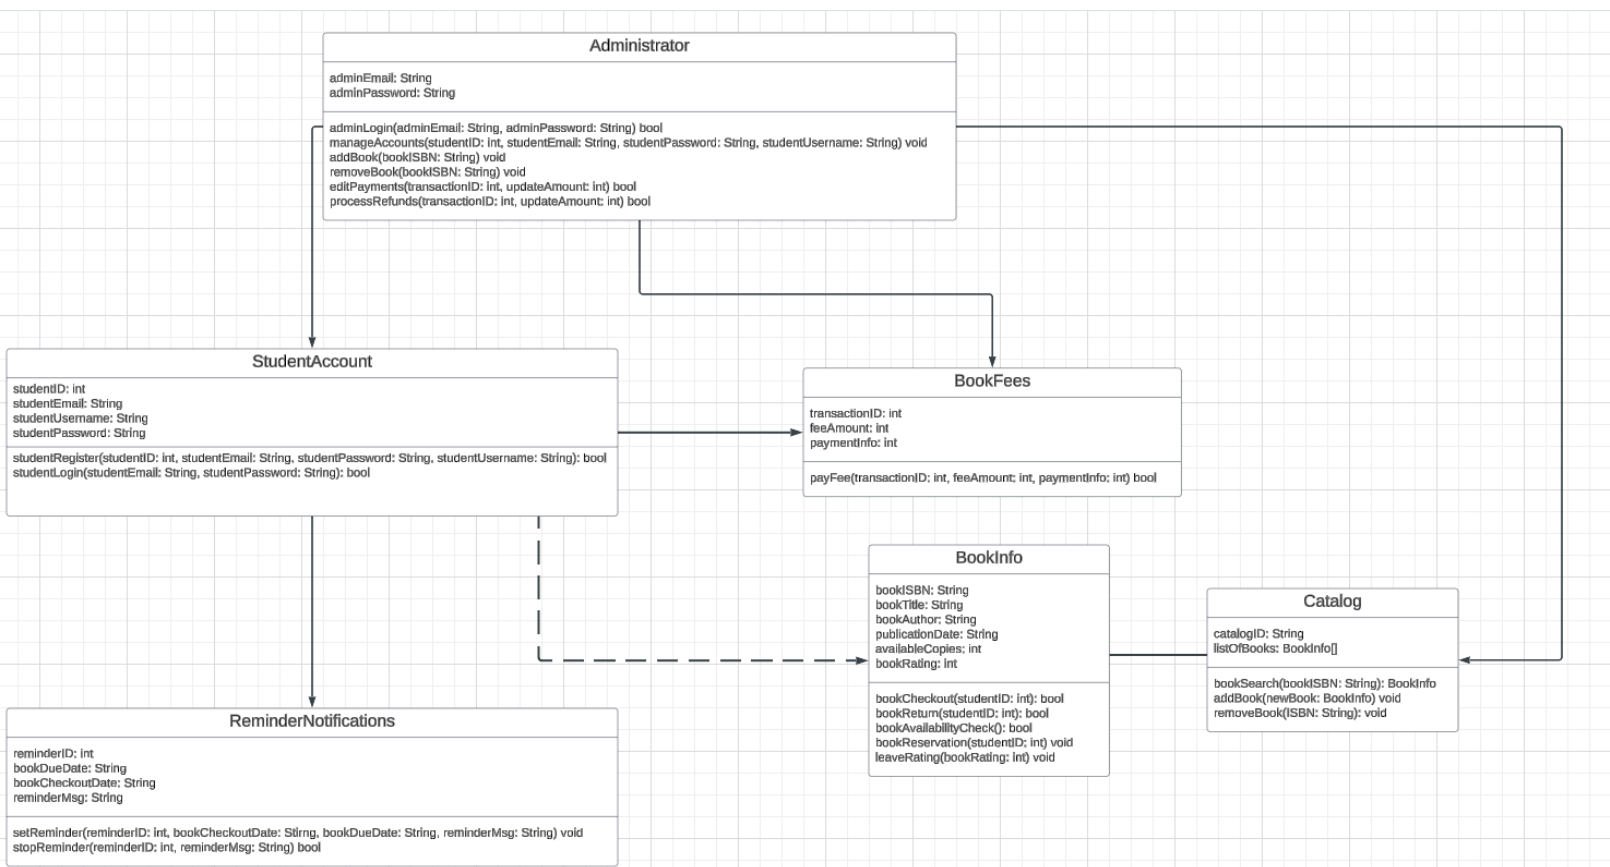 Administrator
adminEmail: String
adminPassword: String
adminLogin(adminEmail: String, adminPassword: String) bool
manageAccounts(studentID: int, studentEmail: String, studentPassword: String, studentUsername: String) void
addBook(bookISBN: String) void
removeBook(bookISBN: String) void
editPayments(transactionID: int, updateAmount: int) bool
processRefunds(transactionID: int, updateAmount: int) bool
StudentAccount
studentID: int
studentEmail: String
studentUsername: String
studentPassword: String
studentRegister(studentID: int, studentEmail: String, studentPassword: String, studentUsername: String): bool
studentLogin(studentEmail: String, studentPassword: String): bool
BookFees
transactionID: int
feeAmount: int
paymentInfo: int
payFee(transactionID: int, feeAmount: int, paymentInfo: int) bool
BookInfo
bookISBN: String
bookTitle: String
bookAuthor: String
publicationDate: String
availableCopies: int
bookRating: int
bookCheckout(studentID: int): bool
bookReturn(studentID: int): bool
bookAvailabilityCheck(): bool
bookReservation(studentID: int) void
leaveRating(bookRating: int) void
Catalog
catalogID: String
listOfBooks: BookInfo[]
bookSearch(bookISBN: String): BookInfo
addBook(newBook: BookInfo) void
removeBook(ISBN: String): void
ReminderNotifications
reminderID: int
bookDueDate: String
bookCheckoutDate: String
reminderMsg: String
setReminder(reminderID: int, bookCheckoutDate: Stirng, bookDueDate: String, reminderMsg: String) void
stopReminder(reminderID: int, reminderMsg: String) bool